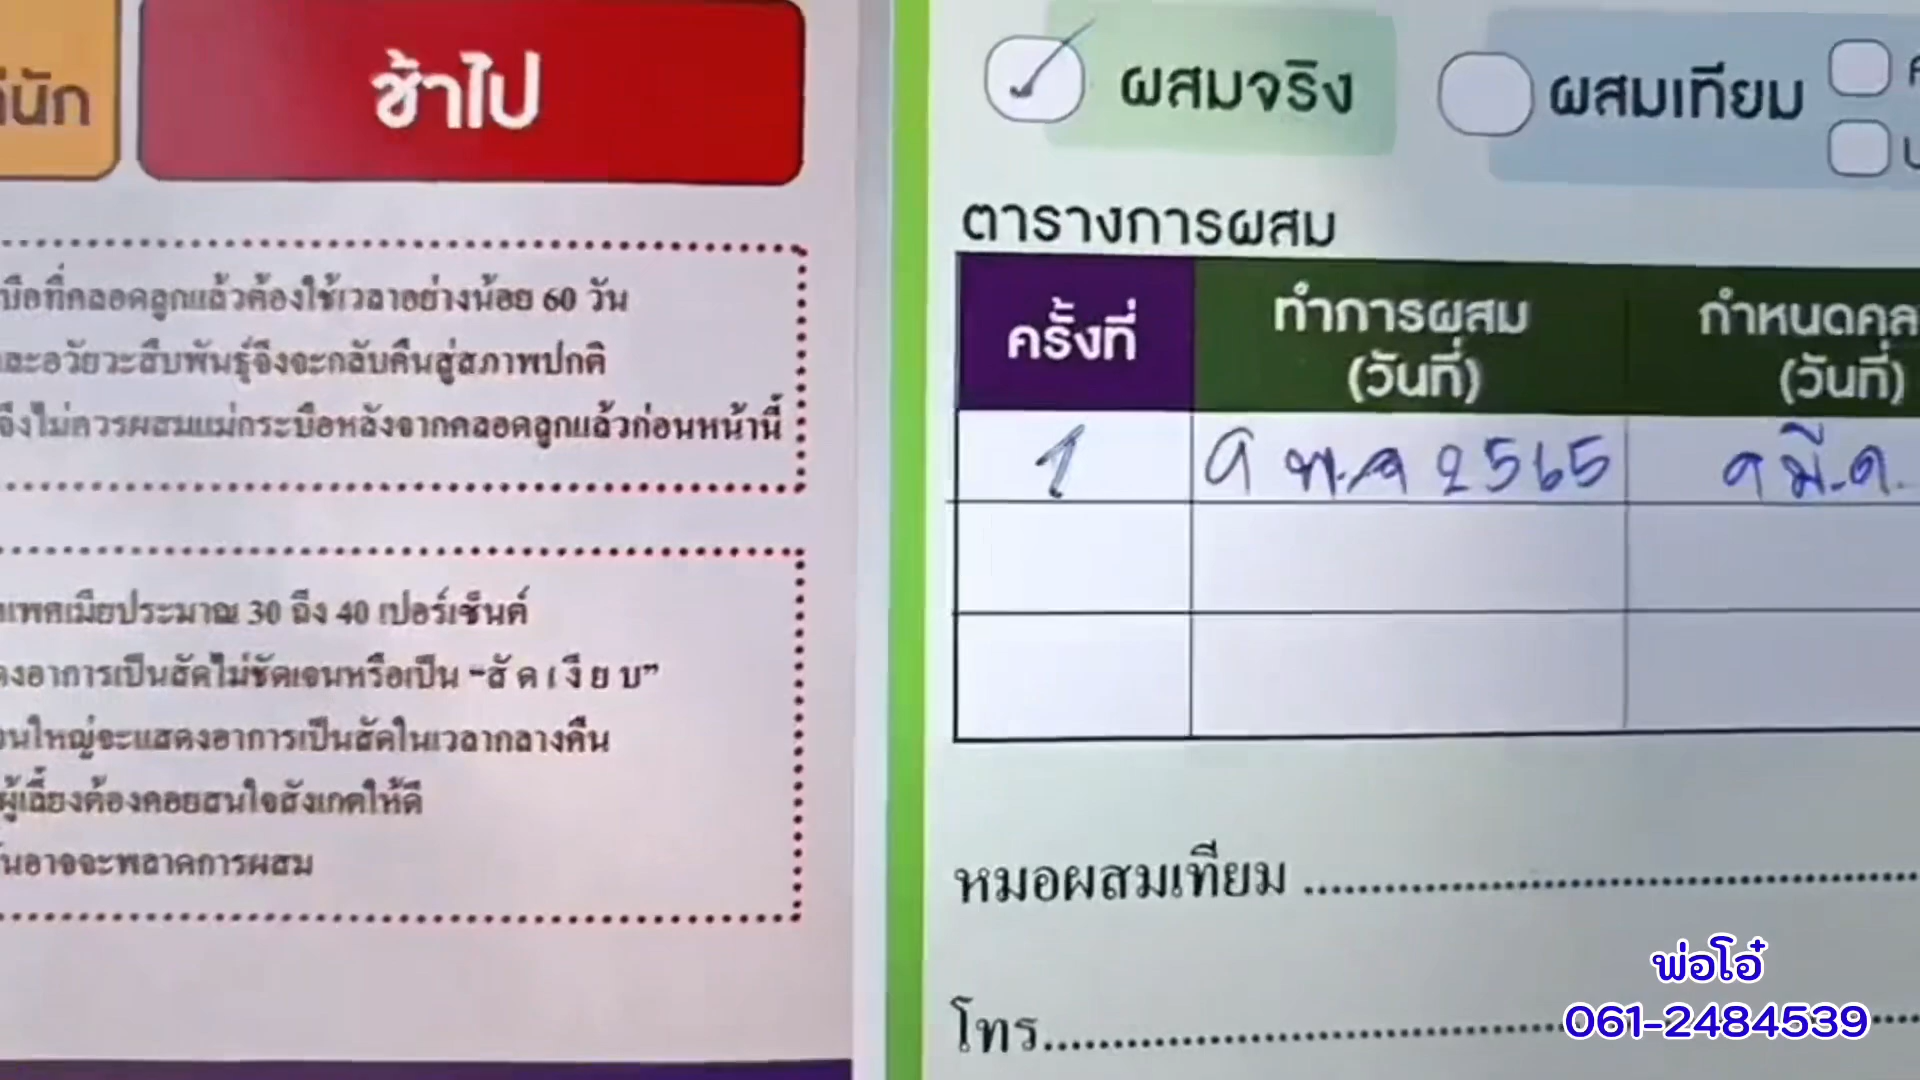 ช้าไป
ที่คลอดลูกแล้วต้องใช้เวลาอย่างน้อย 60 วัน
อวัยวะสืบพันธุ์จึงจะกลับคืนสู่สภาพปกติ
จึงไม่ควรผสมแม่กระบือหลังจากคลอดลูกแล้วก่อนหน้านี้
เพศเมียประมาณ 30 ถึง 40 เปอร์เซ็นต์
อาการเป็นสัดไม่ชัดเจนหรือเป็น “สั ด เ งี ย บ”
ใหญ่จะแสดงอาการเป็นสัดในเวลากลางคืน
ผู้เลี้ยงต้องคอยสนใจสังเกตให้ดี
อาจจะพลาดการผสม
ผสมจริง ผสมเทียม
ตารางการผสม
ครั้งที่ ทำการผสม (วันที่) กำหนดคล (วันที่)
1 9 พ.ค 2565 9 มี.ค.
หมอผสมเทียม
โทร
พ่อโอ๋
061-2484539